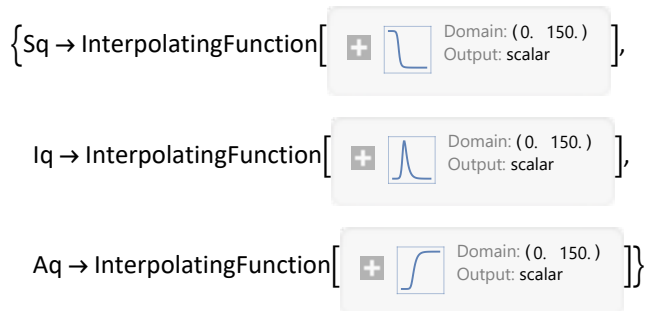 {Sq → InterpolatingFunction[ Domain: (0. 150.)
Output: scalar ],
Iq → InterpolatingFunction[ Domain: (0. 150.)
Output: scalar ],
Aq → InterpolatingFunction[ Domain: (0. 150.)
Output: scalar ]}